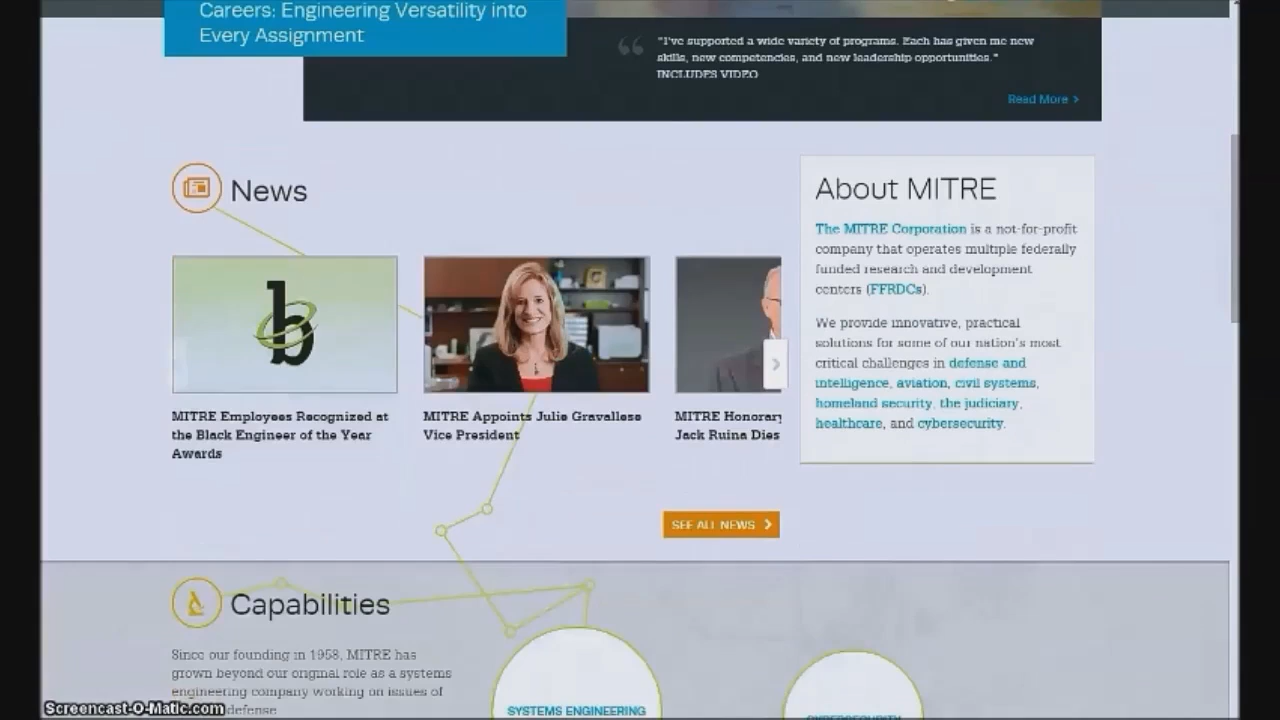 Careers: Engineering Versatility into
Every Assignment
"I've supported a wide variety of programs. Each has given me new
skills, new competencies, and new leadership opportunities."
INCLUDES VIDEO
Read More >
News
b
MITRE Employees Recognized at
the Black Engineer of the Year
Awards
MITRE Appoints Julie Gravallese
Vice President
MITRE Honorary
Jack Ruina Dies
SEE ALL NEWS >
About MITRE
The MITRE Corporation is a not-for-profit
company that operates multiple federally
funded research and development
centers (FFRDCs).
We provide innovative, practical
solutions for some of our nation's most
critical challenges in defense and
intelligence, aviation, civil systems,
homeland security, the judiciary,
healthcare, and cybersecurity.
Capabilities
Since our founding in 1958, MITRE has
grown beyond our original role as a systems
engineering company working on issues of
defense
SYSTEMS ENGINEERING
CYBERSECURITY
Screencast-O-Matic.com